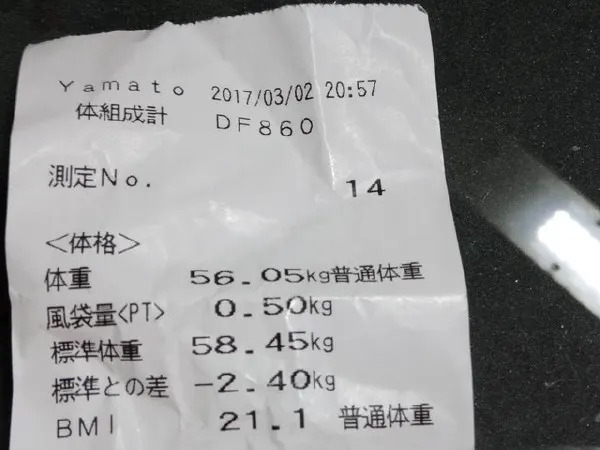 Yamato 2017/03/02 20:57
体組成計 DF860
測定No. 14
<体格>
体重 56.05kg普通体重
風袋量<PT> 0.50kg
標準体重 58.45kg
標準との差 -2.40kg
BMI 21.1 普通体重